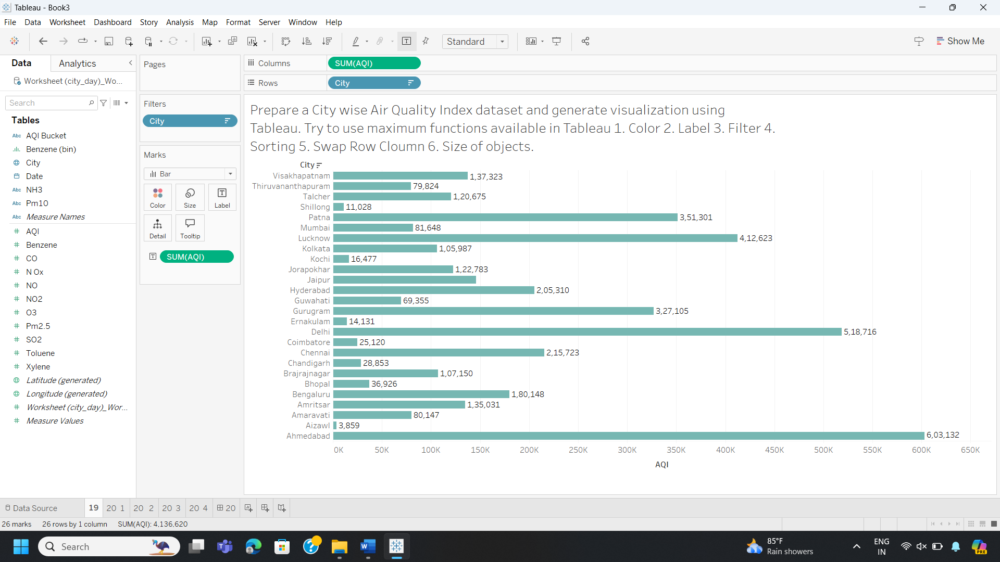 Tableau - Book3
File Data Worksheet Dashboard Story Analysis Map Format Server Window Help
Standard
Show Me
Data Analytics
Worksheet (city_day)_Wo...
Search
Tables
Abc AQI Bucket
Benzene (bin)
City
Date
Abc NH3
Abc Pm10
Abc Measure Names
# AQI
# Benzene
# CO
# N Ox
# NO
# NO2
# O3
# Pm2.5
# SO2
# Toluene
# Xylene
Latitude (generated)
Longitude (generated)
# Worksheet (city_day)_Wor...
# Measure Values
Pages
Filters
City
Marks
Bar
Color Size Label
Detail Tooltip
SUM(AQI)
Columns SUM(AQI)
Rows City
Prepare a City wise Air Quality Index dataset and generate visualization using
Tableau. Try to use maximum functions available in Tableau 1. Color 2. Label 3. Filter 4.
Sorting 5. Swap Row Cloumn 6. Size of objects.
City
Visakhapatnam 1,37,323
Thiruvananthapuram 79,824
Talcher 1,20,675
Shillong 11,028
Patna 3,51,301
Mumbai 81,648
Lucknow 4,12,623
Kolkata 1,05,987
Kochi 16,477
Jorapokhar 1,22,783
Jaipur
Hyderabad 2,05,310
Guwahati 69,355
Gurugram 3,27,105
Ernakulam 14,131
Delhi 5,18,716
Coimbatore 25,120
Chennai 2,15,723
Chandigarh 28,853
Brajrajnagar 1,07,150
Bhopal 36,926
Bengaluru 1,80,148
Amritsar 1,35,031
Amaravati 80,147
Aizawl 3,859
Ahmedabad 6,03,132
0K 50K 100K 150K 200K 250K 300K 350K 400K 450K 500K 550K 600K 650K
AQI
Data Source 19 20 1 20 2 20 3 20 4 20
26 marks 26 rows by 1 column SUM(AQI): 4,136,620
Search
85°F
Rain showers
ENG
IN
PRE